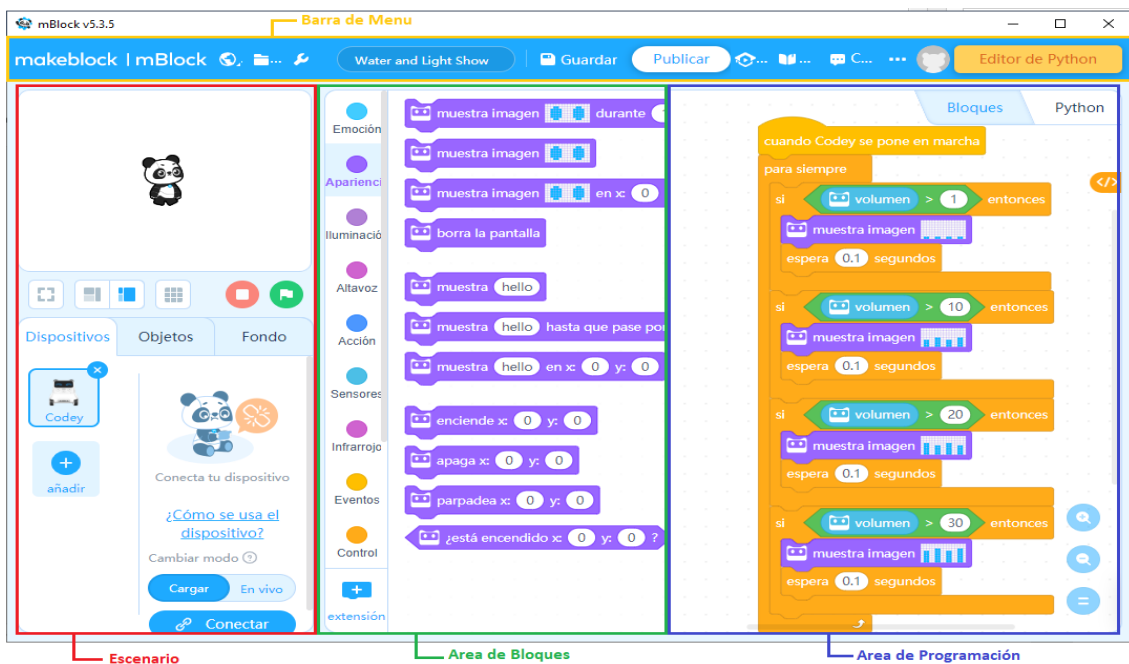 mBlock v5.3.5
Barra de Menu
makeblock | mBlock
Water and Light Show
Guardar
Publicar
C...
Editor de Python
Dispositivos
Objetos
Fondo
Codey
añadir
Conecta tu dispositivo
¿Cómo se usa el
dispositivo?
Cambiar modo
Cargar
En vivo
Conectar
Emoción
Aparienci
Iluminació
Altavoz
Acción
Sensores
Infrarrojo
Eventos
Control
extensión
muestra imagen durante
muestra imagen
muestra imagen en x: 0
borra la pantalla
muestra hello
muestra hello hasta que pase por
muestra hello en x: 0 y: 0
enciende x: 0 y: 0
apaga x: 0 y: 0
parpadea x: 0 y: 0
¿está encendido x: 0 y: 0 ?
Bloques
Python
cuando Codey se pone en marcha
para siempre
si volumen > 1 entonces
muestra imagen
espera 0.1 segundos
si volumen > 10 entonces
muestra imagen
espera 0.1 segundos
si volumen > 20 entonces
muestra imagen
espera 0.1 segundos
si volumen > 30 entonces
muestra imagen
espera 0.1 segundos
Escenario
Area de Bloques
Area de Programación